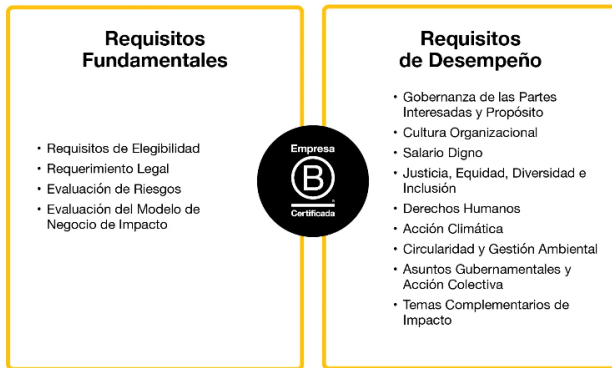 Requisitos
Fundamentales
• Requisitos de Elegibilidad
• Requerimiento Legal
• Evaluación de Riesgos
• Evaluación del Modelo de
Negocio de Impacto
Empresa
B
®
Certificada
Requisitos
de Desempeño
• Gobernanza de las Partes
Interesadas y Propósito
• Cultura Organizacional
• Salario Digno
• Justicia, Equidad, Diversidad e
Inclusión
• Derechos Humanos
• Acción Climática
• Circularidad y Gestión Ambiental
• Asuntos Gubernamentales y
Acción Colectiva
• Temas Complementarios de
Impacto